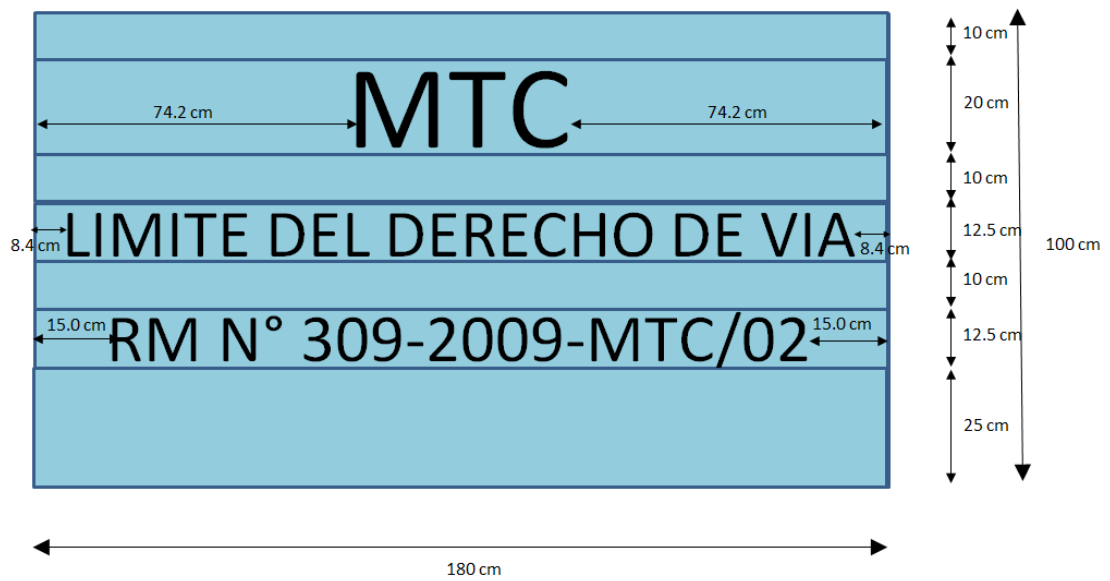 10 cm
MTC
74.2 cm 74.2 cm
20 cm
10 cm
LIMITE DEL DERECHO DE VIA
8.4 cm 8.4 cm
12.5 cm
100 cm
10 cm
15.0 cm 15.0 cm
RM N° 309-2009-MTC/02
12.5 cm
25 cm
180 cm